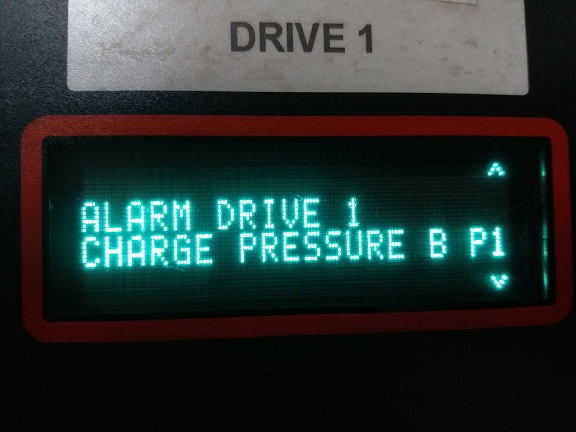 DRIVE 1
ALARM DRIVE 1
CHARGE PRESSURE B P1